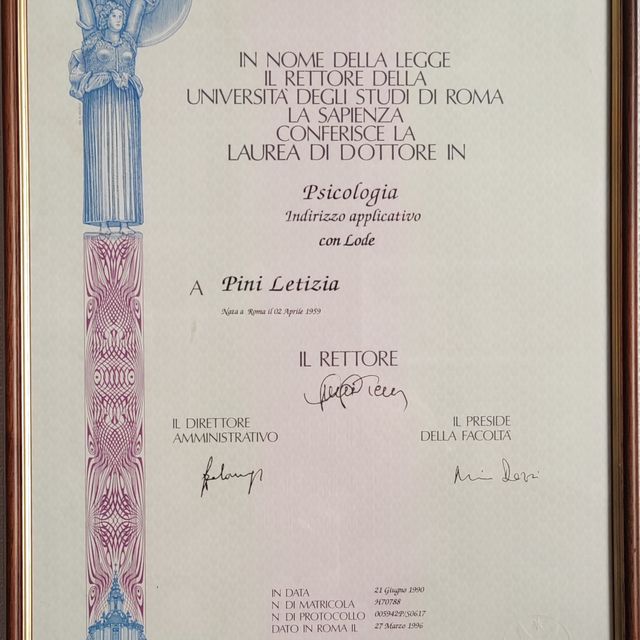 IN NOME DELLA LEGGE
IL RETTORE DELLA
UNIVERSITÀ DEGLI STUDI DI ROMA
LA SAPIENZA
CONFERISCE LA
LAUREA DI DOTTORE IN
Psicologia
Indirizzo applicativo
con Lode
A Pini Letizia
Nata a Roma il 02 Aprile 1959
IL RETTORE
IL DIRETTORE
AMMINISTRATIVO
IL PRESIDE
DELLA FACOLTÀ
IN DATA 21 Giugno 1990
N DI MATRICOLA H70788
N DI PROTOCOLLO 005942P/S0617
DATO IN ROMA IL 27 Marzo 1996